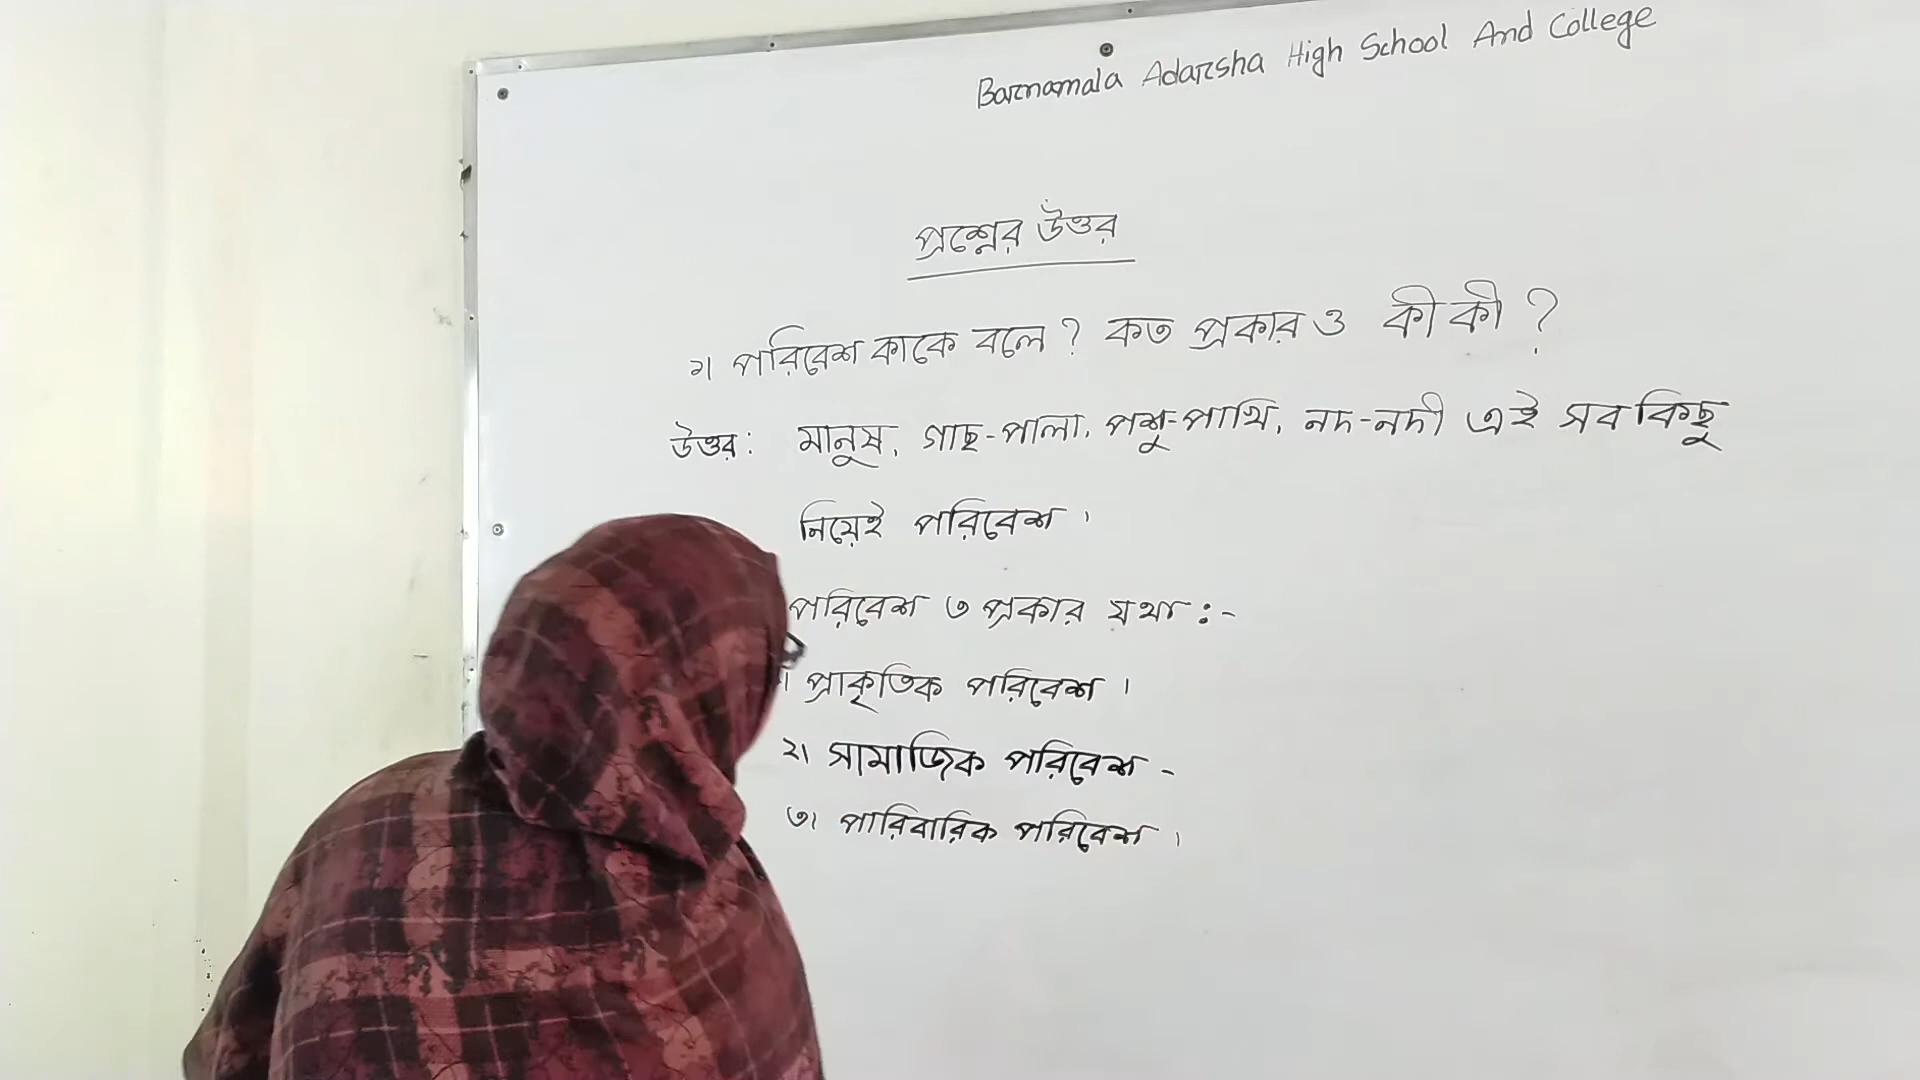 Barnamala Adarsha High School And College
প্রশ্নের উত্তর
১। পরিবেশ কাকে বলে ? কত প্রকার ও কী কী ?
উত্তর : মানুষ, গাছ-পালা, পশু-পাখি, নদ-নদী এই সব কিছু
নিয়েই পরিবেশ ।
পরিবেশ ৩ প্রকার যথা :-
। প্রাকৃতিক পরিবেশ ।
২। সামাজিক পরিবেশ -
৩। পারিবারিক পরিবেশ ।